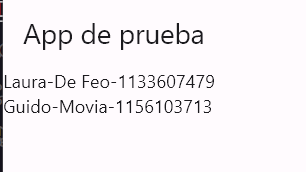 App de prueba
Laura-De Feo-1133607479
Guido-Movia-1156103713